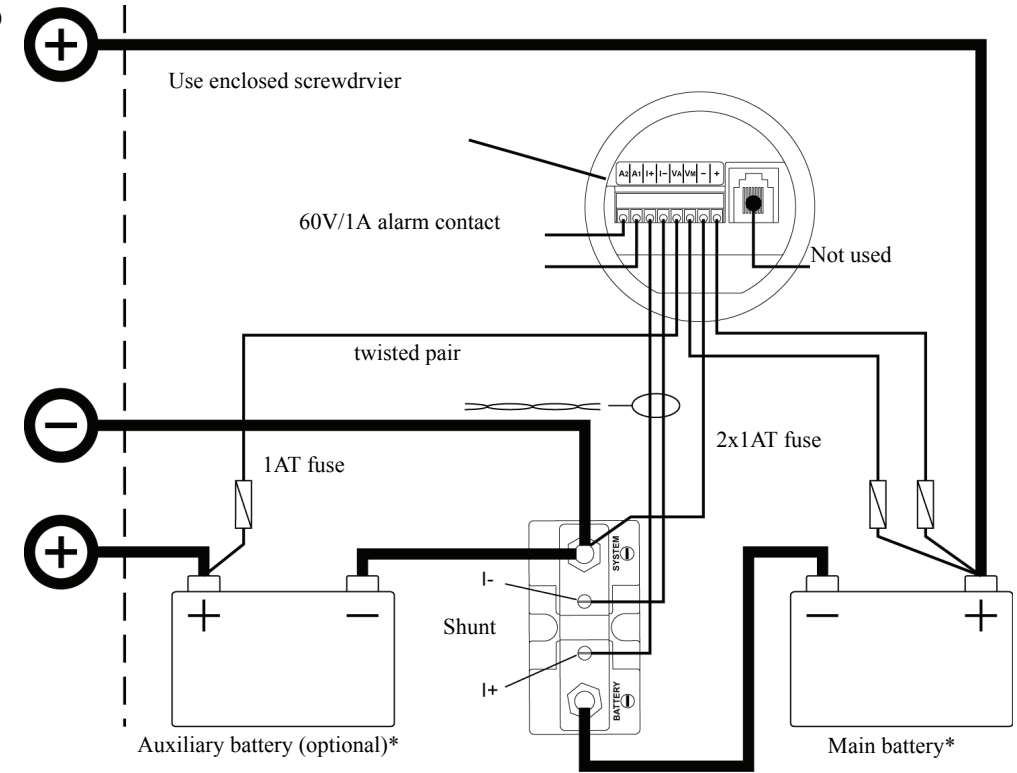 )
+
Use enclosed screwdrvier
A2 A1 I+ I− VA VM − +
60V/1A alarm contact
Not used
twisted pair
−
2x1AT fuse
1AT fuse
+
SYSTEM −
I-
+ −
− +
Shunt
I+
BATTERY −
Auxiliary battery (optional)*
Main battery*